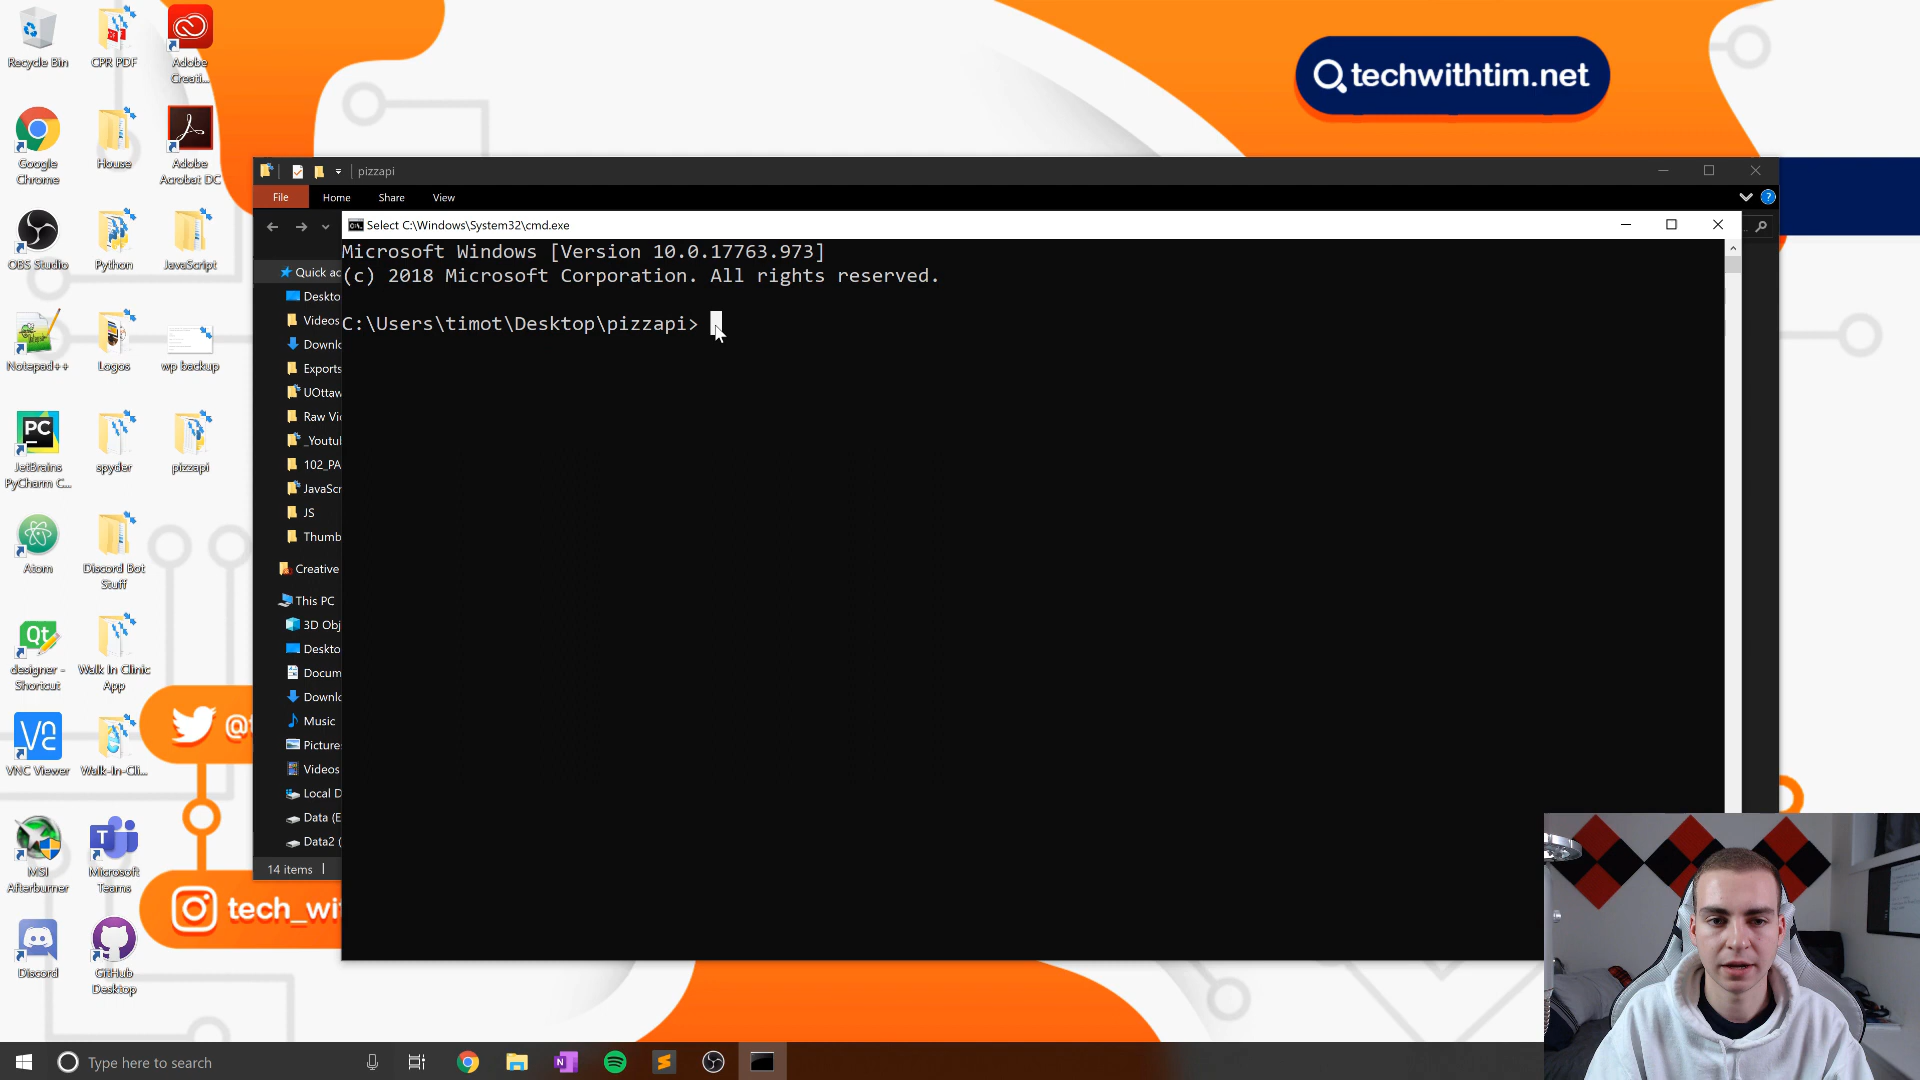 Recycle Bin
CPR PDF
Adobe
Creati...
techwithtim.net
Google
Chrome
House
Adobe
Acrobat DC
pizzapi
File
Home
Share
View
OBS Studio
Python
JavaScript
Select C:\Windows\System32\cmd.exe
Microsoft Windows [Version 10.0.17763.973]
(c) 2018 Microsoft Corporation. All rights reserved.
C:\Users\timot\Desktop\pizzapi>
Quick ac
Deskto
Videos
Downlo
Exports
UOttaw
Raw Vi
_Youtu
102_PA
JavaScr
JS
Thumb
Creative
This PC
3D Obj
Deskto
Docum
Downlo
Music
Picture
Videos
Local D
Data (E
Data2 (
14 items
Notepad++
Logos
wp backup
PC
JetBrains
PyCharm C...
spyder
pizzapi
Atom
Discord Bot
Stuff
Qt
designer -
Shortcut
Walk In Clinic
App
VNC Viewer
Walk-In-Cli...
@
MSI
Afterburner
Microsoft
Teams
tech_wi
Discord
GitHub
Desktop
Type here to search